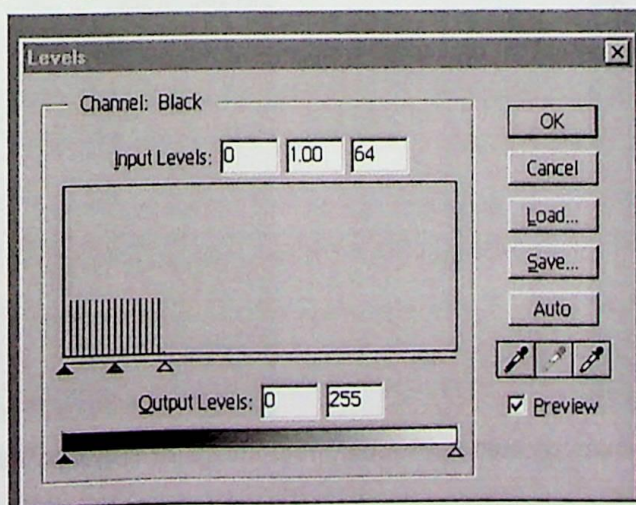 Levels
Channel: Black
Input Levels: 0 1.00 64
Output Levels: 0 255
OK
Cancel
Load...
Save...
Auto
Preview